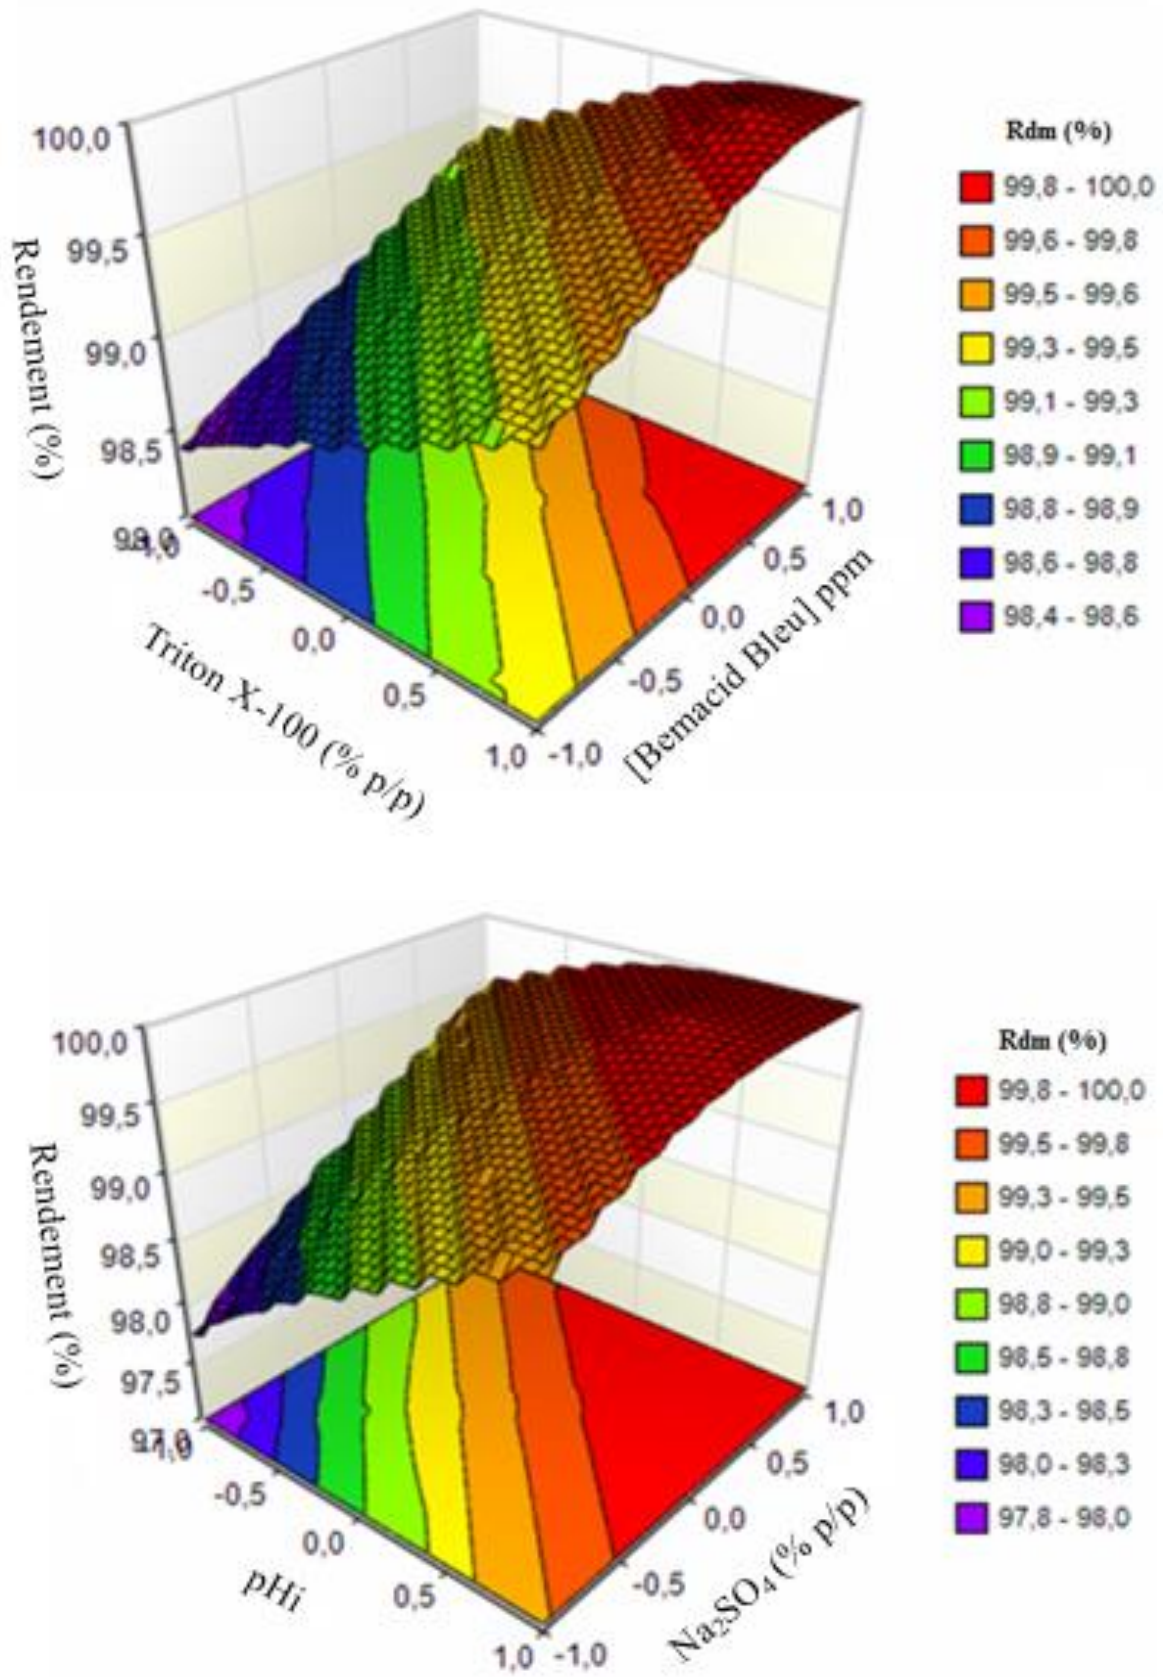 Rdm (%)
99,8 - 100,0
99,6 - 99,8
99,5 - 99,6
99,3 - 99,5
99,1 - 99,3
98,9 - 99,1
98,8 - 98,9
98,6 - 98,8
98,4 - 98,6
100,0
99,5
99,0
98,5
Rendement (%)
-0,5
0,0
0,5
1,0
Triton X-100 (% p/p)
-1,0
-0,5
0,0
0,5
1,0
[Bemacid Bleu] ppm
Rdm (%)
99,8 - 100,0
99,5 - 99,8
99,3 - 99,5
99,0 - 99,3
98,8 - 99,0
98,5 - 98,8
98,3 - 98,5
98,0 - 98,3
97,8 - 98,0
100,0
99,5
99,0
98,5
98,0
97,5
Rendement (%)
-0,5
0,0
0,5
1,0
pHi
-1,0
-0,5
0,0
0,5
1,0
Na₂SO₄ (% p/p)